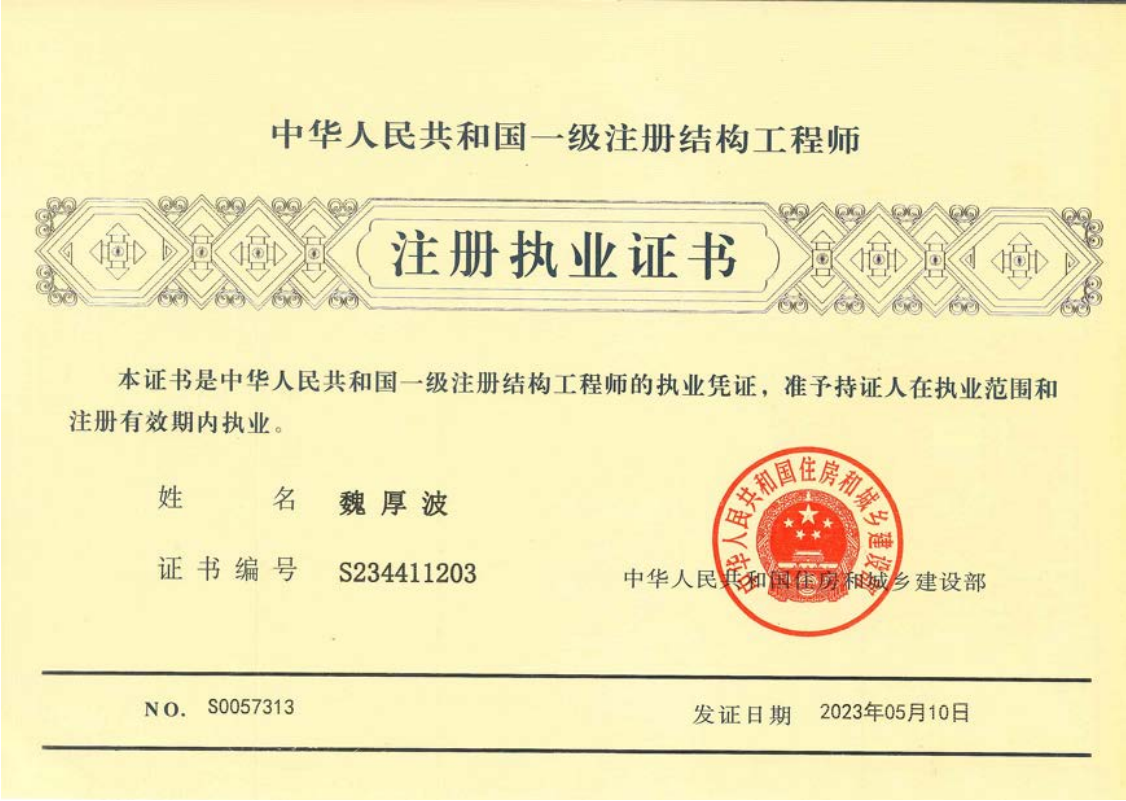 中华人民共和国一级注册结构工程师
注册执业证书
本证书是中华人民共和国一级注册结构工程师的执业凭证，准予持证人在执业范围和
注册有效期内执业。
姓 名 魏厚波
证书编号 S234411203
中华人民共和国住房和城乡建设部
中华人民共和国住房和城乡建设部
NO. S0057313
发证日期 2023年05月10日